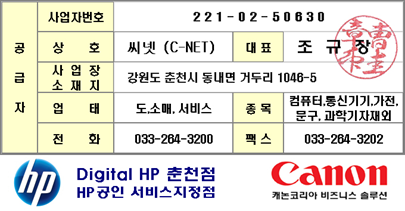 공급자
사업자번호 221-02-50630
상 호 씨넷 (C-NET) 대표 조규장
사 업 장 소 재 지 강원도 춘천시 동내면 거두리 1046-5
업 태 도,소매, 서비스 종목 컴퓨터,통신기기,가전, 문구, 과학기자재외
전 화 033-264-3200 팩스 033-264-3202
hp Digital HP 춘천점
HP공인 서비스지정점
Canon
캐논코리아 비즈니스 솔루션